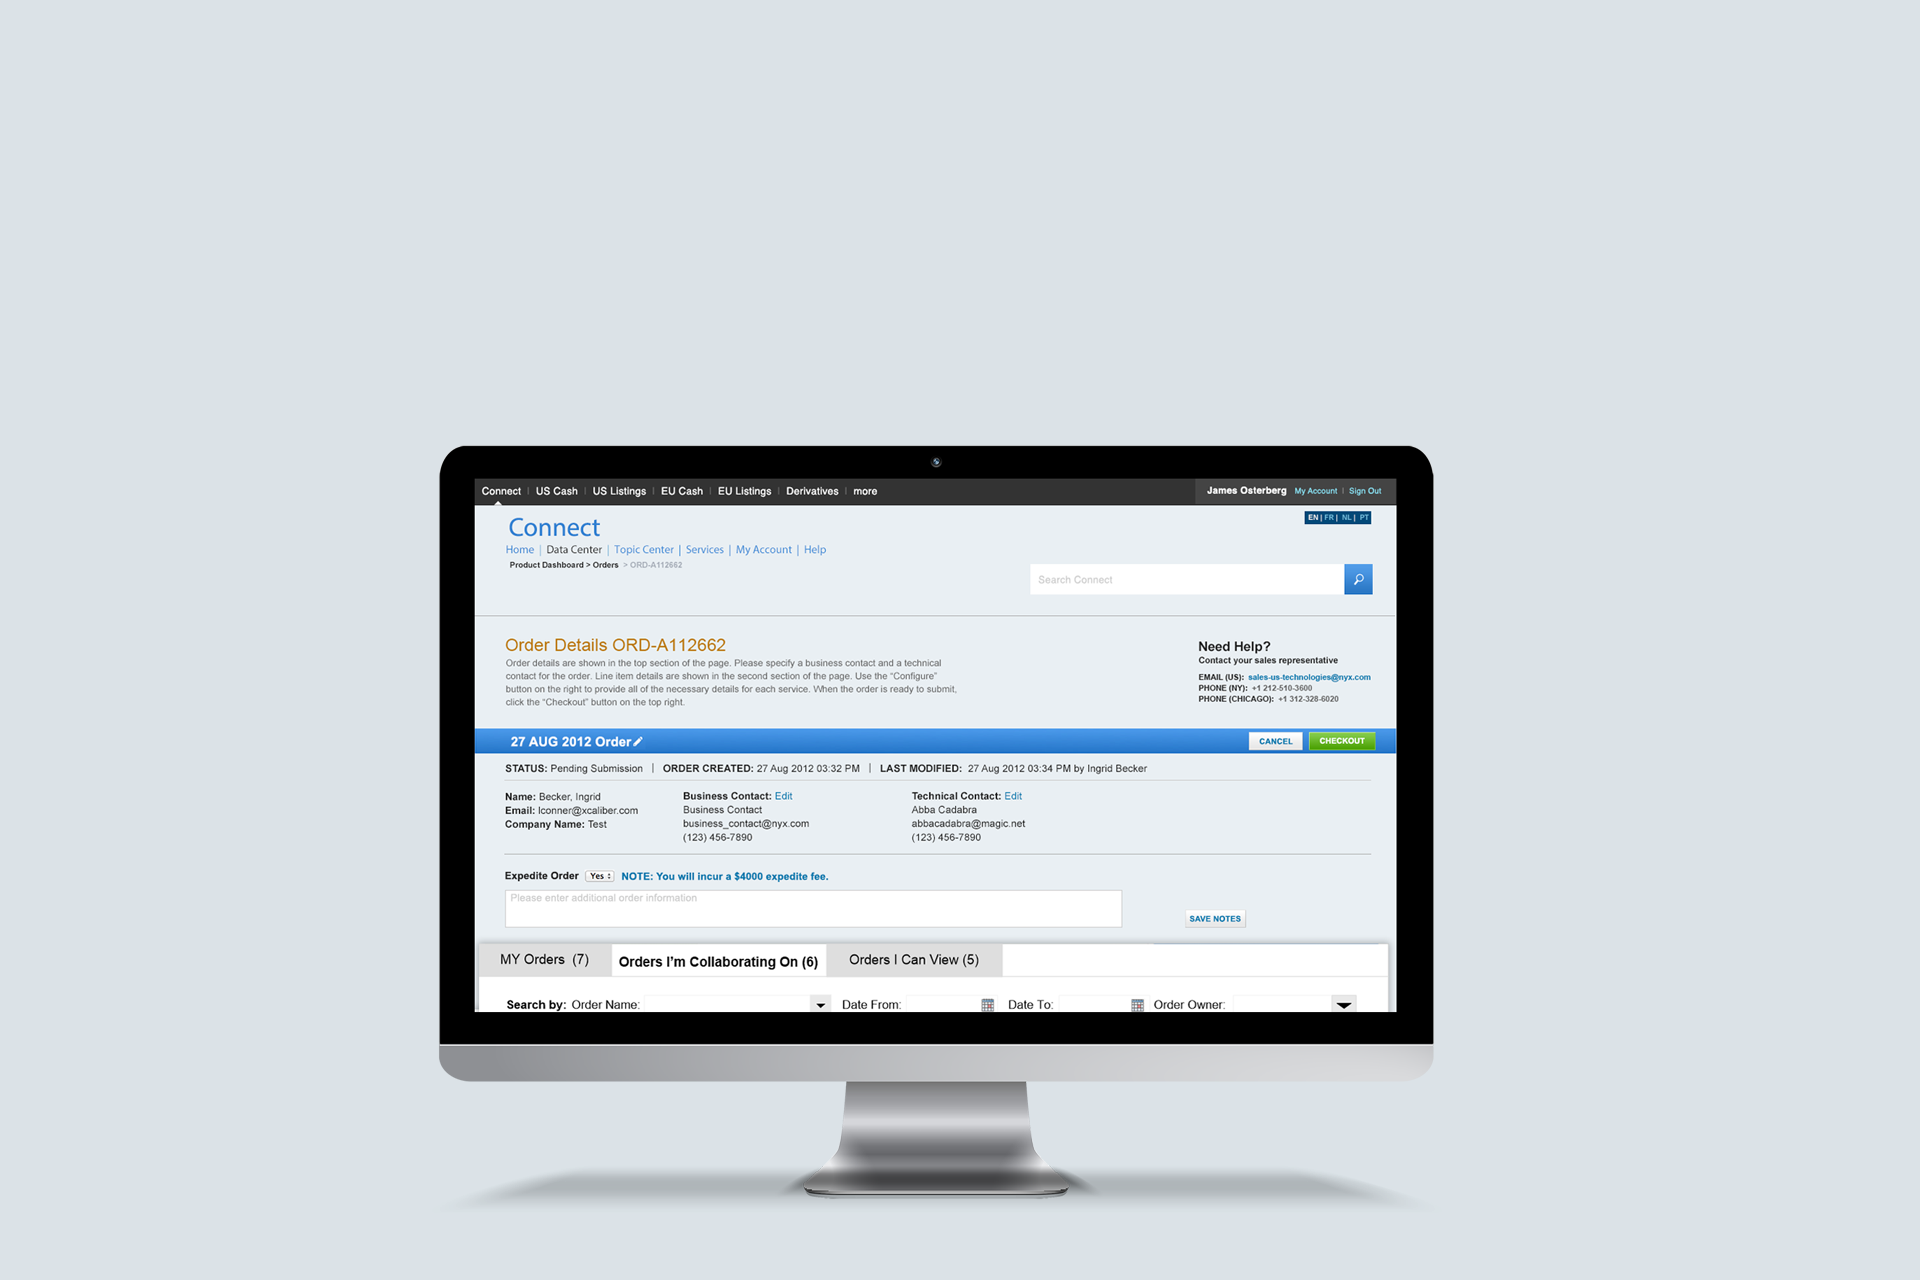 Connect | US Cash | US Listings | EU Cash | EU Listings | Derivatives | more
James Osterberg My Account | Sign Out
EN | FR | NL | PT
Connect
Home | Data Center | Topic Center | Services | My Account | Help
Product Dashboard > Orders > ORD-A112662
Search Connect
Order Details ORD-A112662
Order details are shown in the top section of the page. Please specify a business contact and a technical
contact for the order. Line item details are shown in the second section of the page. Use the “Configure”
button on the right to provide all of the necessary details for each service. When the order is ready to submit,
click the “Checkout” button on the top right.
Need Help?
Contact your sales representative
EMAIL (US): sales-us-technologies@nyx.com
PHONE (NY): +1 212-510-3600
PHONE (CHICAGO): +1 312-328-6020
27 AUG 2012 Order
CANCEL
CHECKOUT
STATUS: Pending Submission | ORDER CREATED: 27 Aug 2012 03:32 PM | LAST MODIFIED: 27 Aug 2012 03:34 PM by Ingrid Becker
Name: Becker, Ingrid
Email: lconner@xcaliber.com
Company Name: Test
Business Contact: Edit
Business Contact
business_contact@nyx.com
(123) 456-7890
Technical Contact: Edit
Abba Cadabra
abbacadabra@magic.net
(123) 456-7890
Expedite Order Yes NOTE: You will incur a $4000 expedite fee.
Please enter additional order information
SAVE NOTES
MY Orders (7)
Orders I’m Collaborating On (6)
Orders I Can View (5)
Search by: Order Name: Date From: Date To: Order Owner: